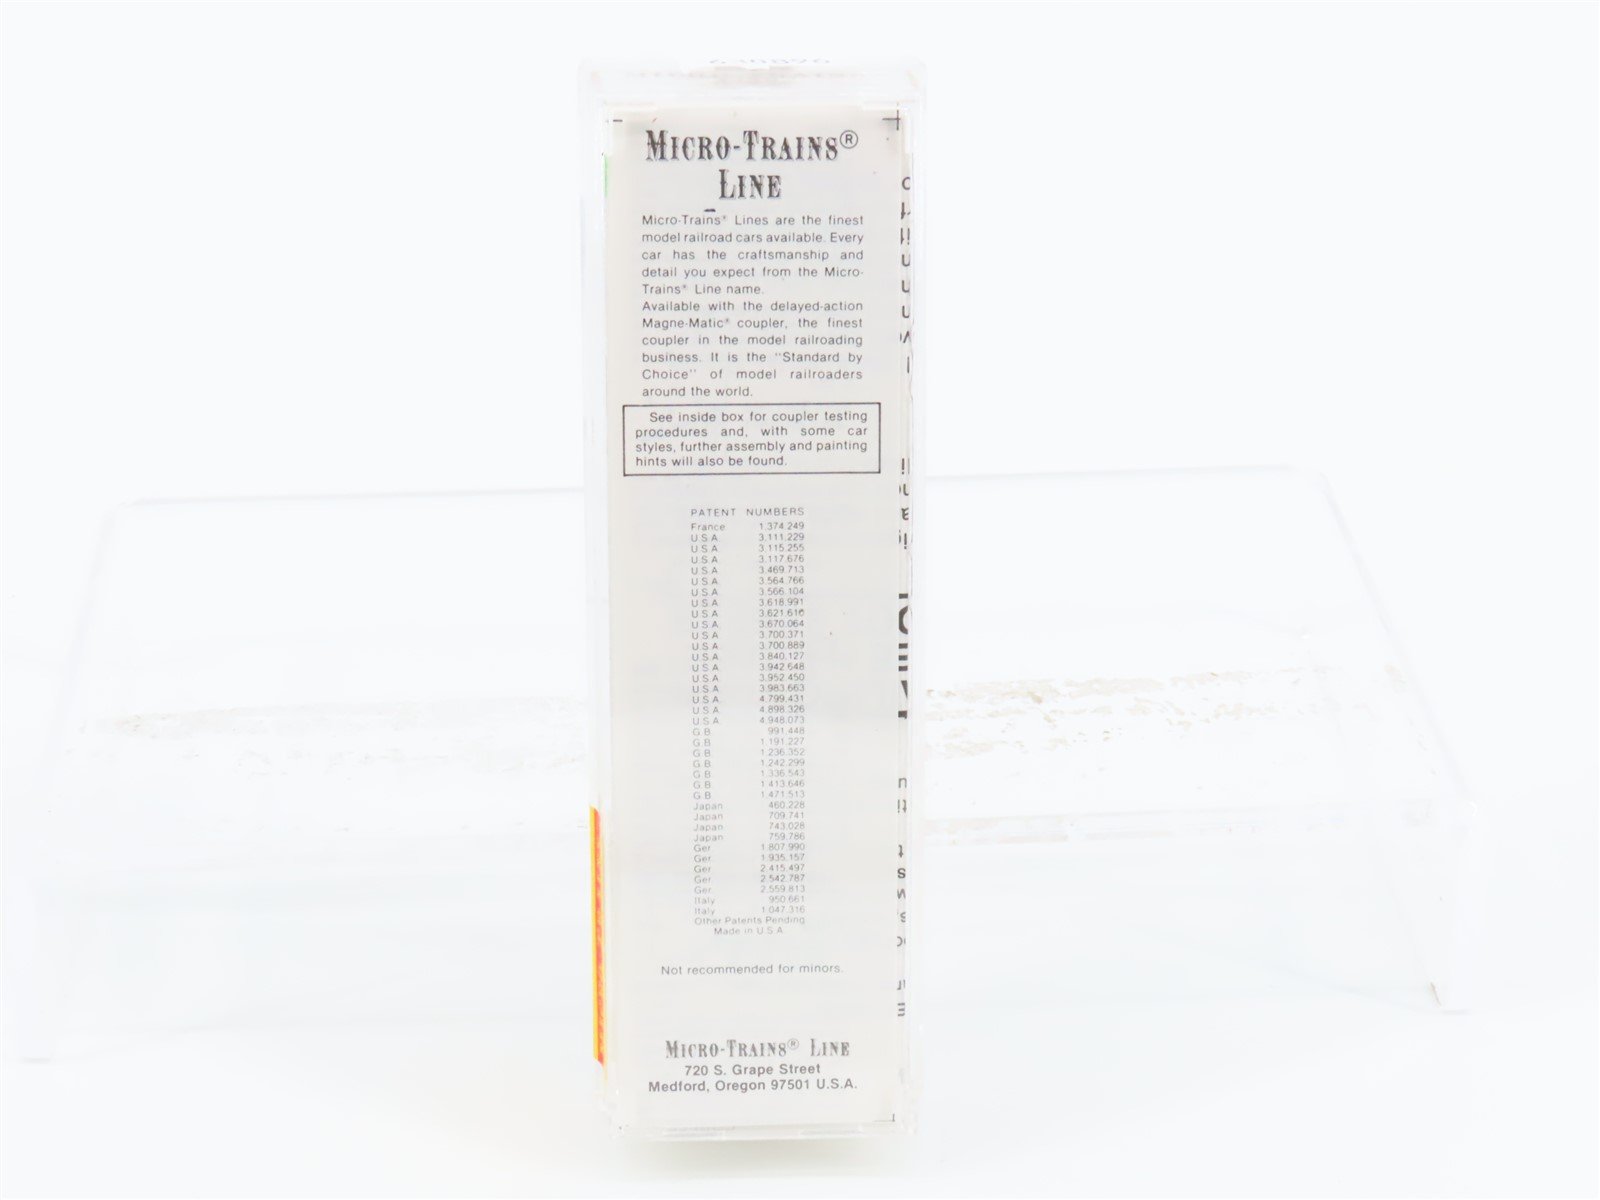 MICRO-TRAINS®
LINE
Micro-Trains® Lines are the finest
model railroad cars available. Every
car has the craftsmanship and
detail you expect from the Micro-
Trains® Line name.
Available with the delayed-action
Magne-Matic® coupler, the finest
coupler in the model railroading
business. It is the "Standard by
Choice" of model railroaders
around the world.
See inside box for coupler testing
procedures and, with some car
styles, further assembly and painting
hints will also be found.
PATENT NUMBERS
France 1.374.249
U.S.A. 3.111.229
U.S.A. 3.115.255
U.S.A. 3.117.676
U.S.A. 3.469.713
U.S.A. 3.564.766
U.S.A. 3.566.104
U.S.A. 3.618.991
U.S.A. 3.621.616
U.S.A. 3.670.064
U.S.A. 3.700.371
U.S.A. 3.700.889
U.S.A. 3.840.127
U.S.A. 3.942.648
U.S.A. 3.952.450
U.S.A. 3.983.663
U.S.A. 4.799.431
U.S.A. 4.898.326
U.S.A. 4.948.073
G.B. 991.448
G.B. 1.191.227
G.B. 1.236.352
G.B. 1.242.299
G.B. 1.336.543
G.B. 1.413.646
G.B. 1.471.513
Japan 460.228
Japan 709.741
Japan 743.028
Japan 759.786
Ger. 1.807.990
Ger. 1.935.157
Ger. 2.415.497
Ger. 2.542.787
Ger. 2.559.813
Italy 950.661
Italy 1.047.316
Other Patents Pending
Made in U.S.A.
Not recommended for minors.
MICRO-TRAINS® LINE
720 S. Grape Street
Medford, Oregon 97501 U.S.A.